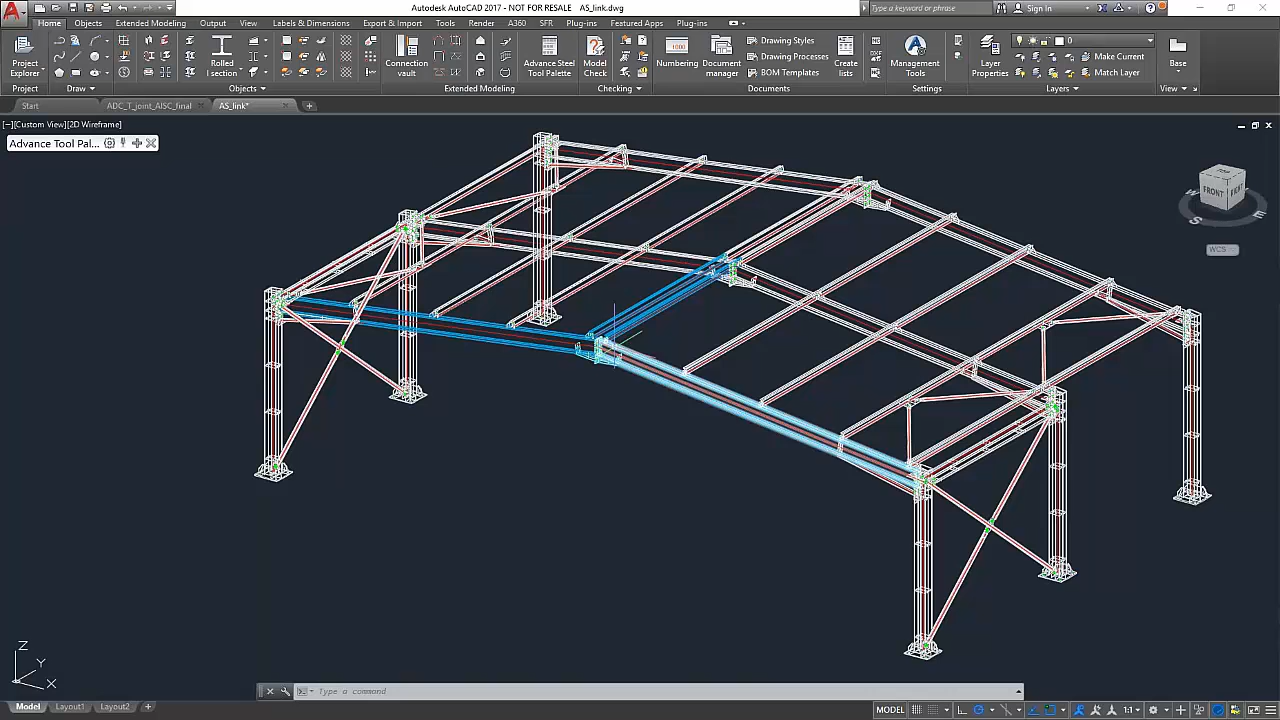 Autodesk AutoCAD 2017 - NOT FOR RESALE AS_link.dwg
Type a keyword or phrase
Sign In
Home Objects Extended Modeling Output View Labels & Dimensions Export & Import Tools Render A360 SFR Plug-ins Featured Apps Plug-ins
Project Explorer
Rolled I section
Connection vault
Advance Steel Tool Palette
Model Check
Numbering
1000
Document manager
Drawing Styles
Drawing Processes
BOM Templates
Create lists
Management Tools
Layer Properties
0
Make Current
Match Layer
Base
Project Draw Objects Extended Modeling Checking Documents Settings Layers View
Start ADC_T_joint_AISC_final AS_link*
[−][Custom View][2D Wireframe]
Advance Tool Pal...
TOP
FRONT
S
E
WCS
Z
Y
X
Type a command
Model Layout1 Layout2
MODEL
1:1